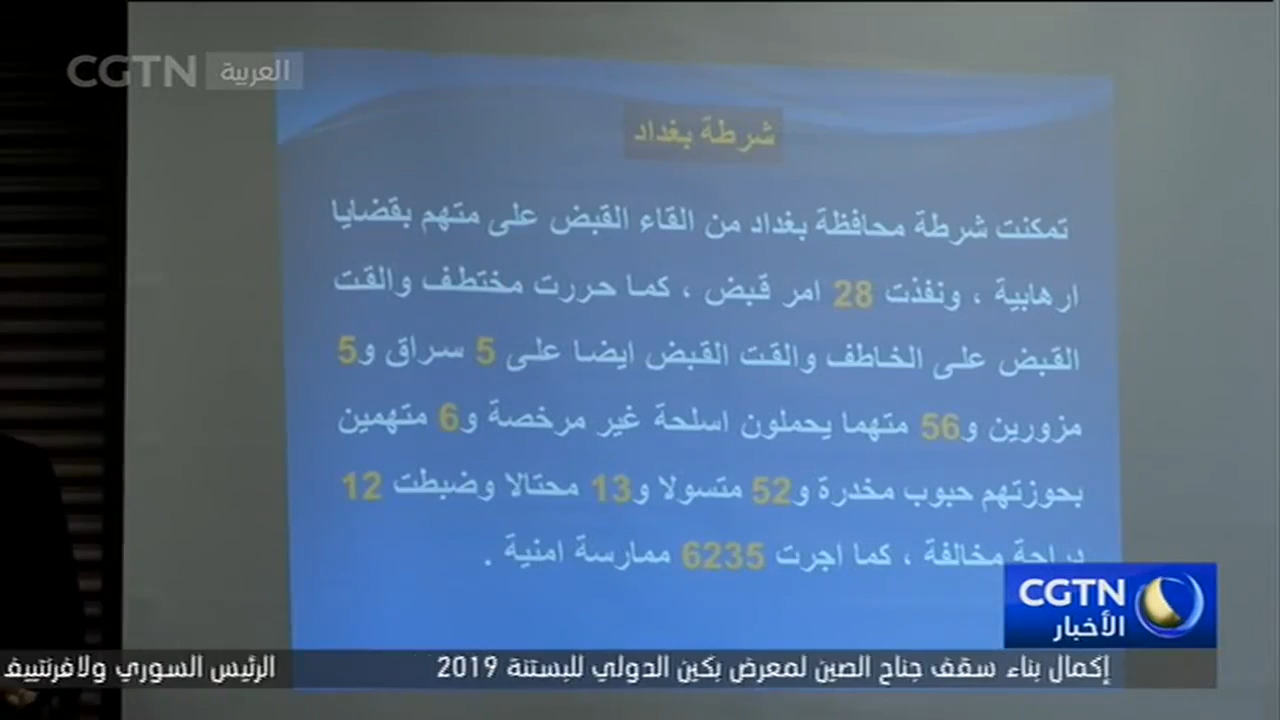 CGTN العربية
شرطة بغداد
تمكنت شرطة محافظة بغداد من القاء القبض على متهم بقضايا
ارهابية ، ونفذت 28 امر قبض ، كما حررت مختطف والقت
القبض على الخاطف والقت القبض ايضا على 5 سراق و5
مزورين و56 متهما يحملون اسلحة غير مرخصة و6 متهمين
بحوزتهم حبوب مخدرة و52 متسولا و13 محتالا وضبطت 12
دراجة مخالفة ، كما اجرت 6235 ممارسة امنية .
CGTN
الأخبار
إكمال بناء سقف جناح الصين لمعرض بكين الدولي للبستنة 2019
الرئيس السوري ولافرنتييف